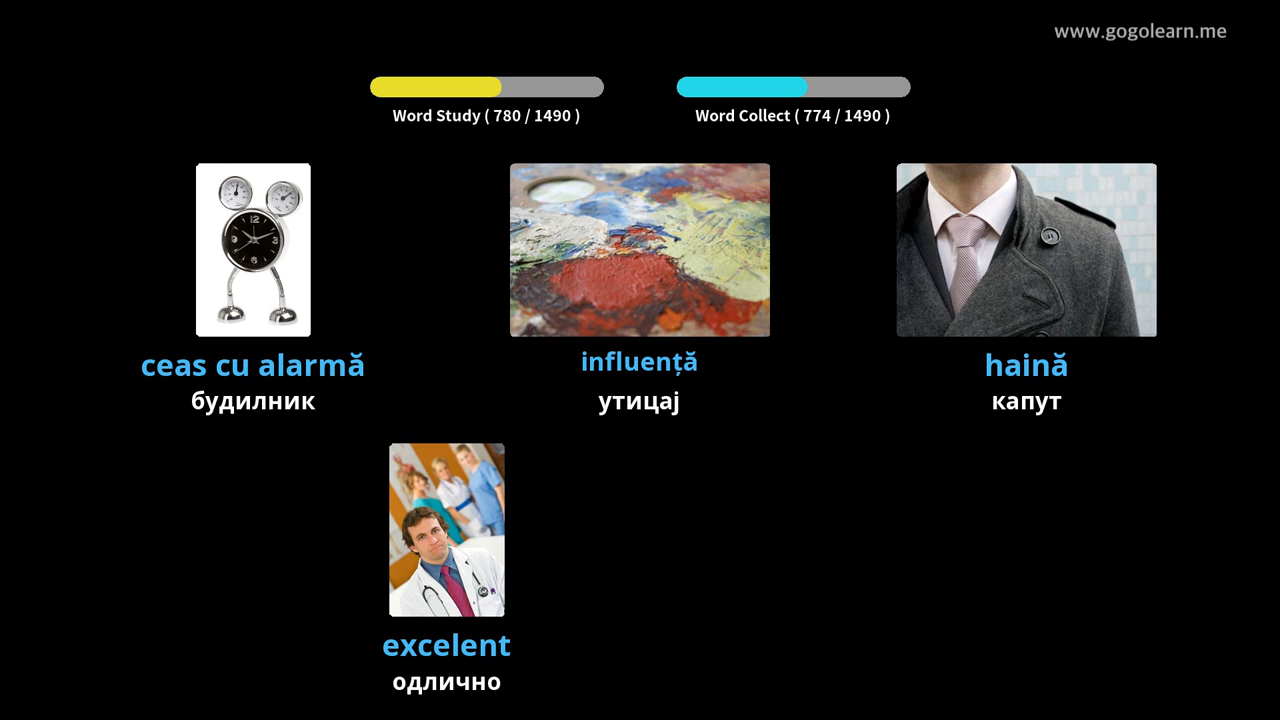 www.gogolearn.me
Word Study ( 780 / 1490 )
Word Collect ( 774 / 1490 )
ceas cu alarmă
будилник
influență
утицај
haină
капут
excelent
одлично